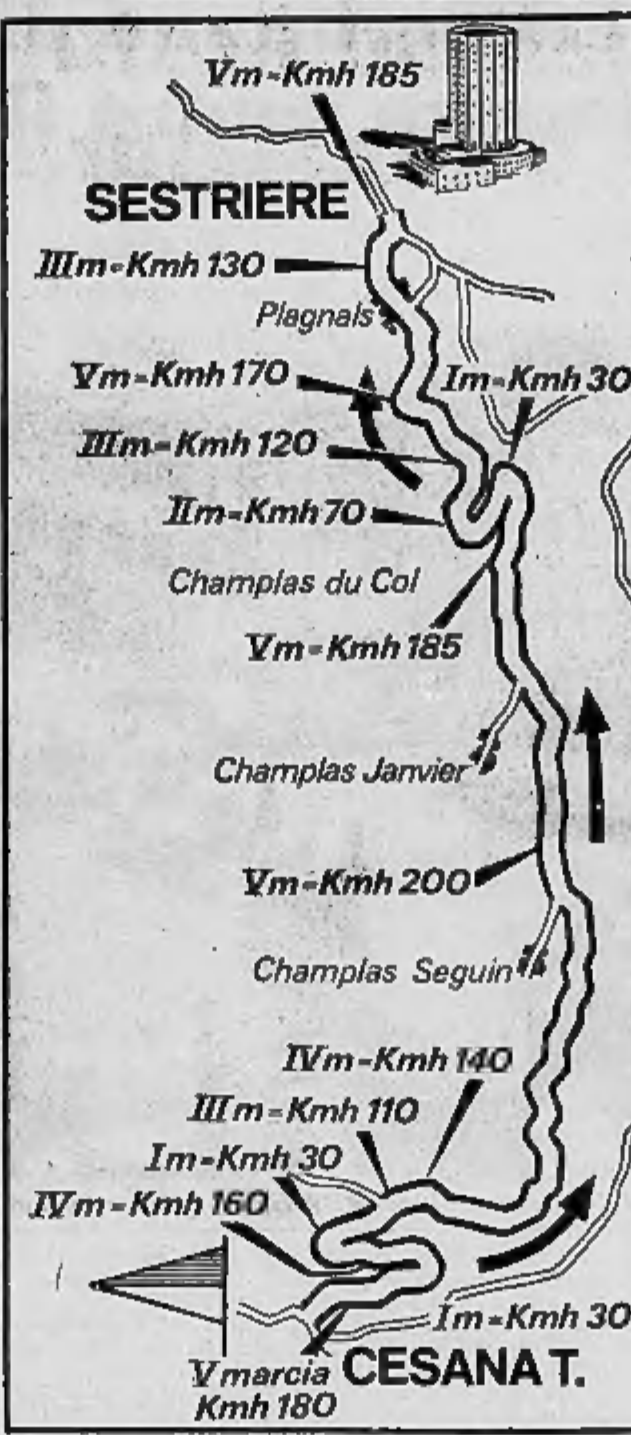 Vm=Kmh 185
SESTRIERE
IIIm=Kmh 130
Plagnals
Vm=Kmh 170
Im=Kmh 30
IIIm=Kmh 120
IIm=Kmh 70
Champlas du Col
Vm=Kmh 185
Champlas Janvier
Vm=Kmh 200
Champlas Seguin
IVm=Kmh 140
IIIm=Kmh 110
Im=Kmh 30
IVm=Kmh 160
Im=Kmh 30
V marcia
Kmh 180
CESANA T.